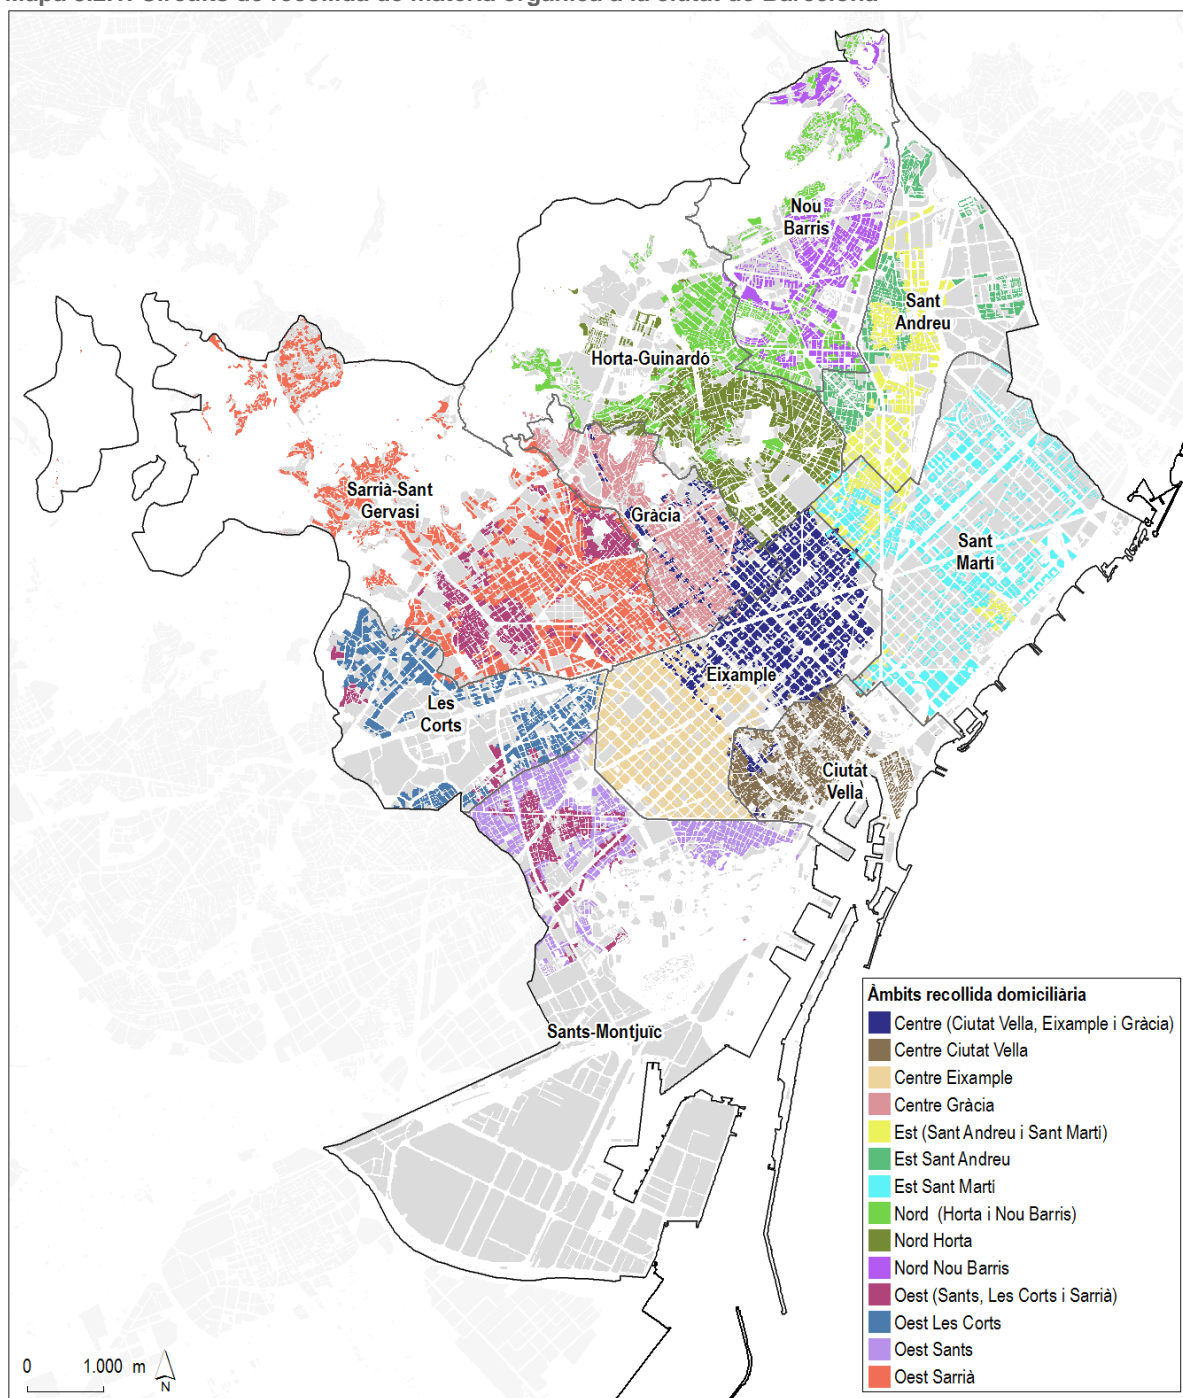 Nou
Barris
Sant
Andreu
Horta-Guinardó
Sarrià-Sant
Gervasi
Gràcia
Sant
Martí
Eixample
Les
Corts
Ciutat
Vella
Sants-Montjuïc
Àmbits recollida domiciliària
Centre (Ciutat Vella, Eixample i Gràcia)
Centre Ciutat Vella
Centre Eixample
Centre Gràcia
Est (Sant Andreu i Sant Martí)
Est Sant Andreu
Est Sant Martí
Nord (Horta i Nou Barris)
Nord Horta
Nord Nou Barris
Oest (Sants, Les Corts i Sarrià)
Oest Les Corts
Oest Sants
Oest Sarrià
0 1.000 m
N